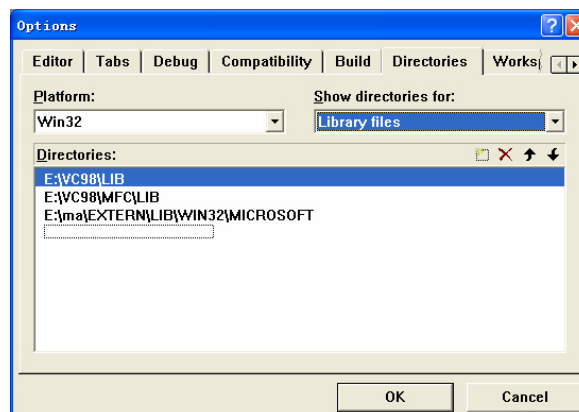 Options
Editor Tabs Debug Compatibility Build Directories Works
Platform: Show directories for:
Win32 Library files
Directories:
E:\VC98\LIB
E:\VC98\MFC\LIB
E:\ma\EXTERN\LIB\WIN32\MICROSOFT
OK Cancel